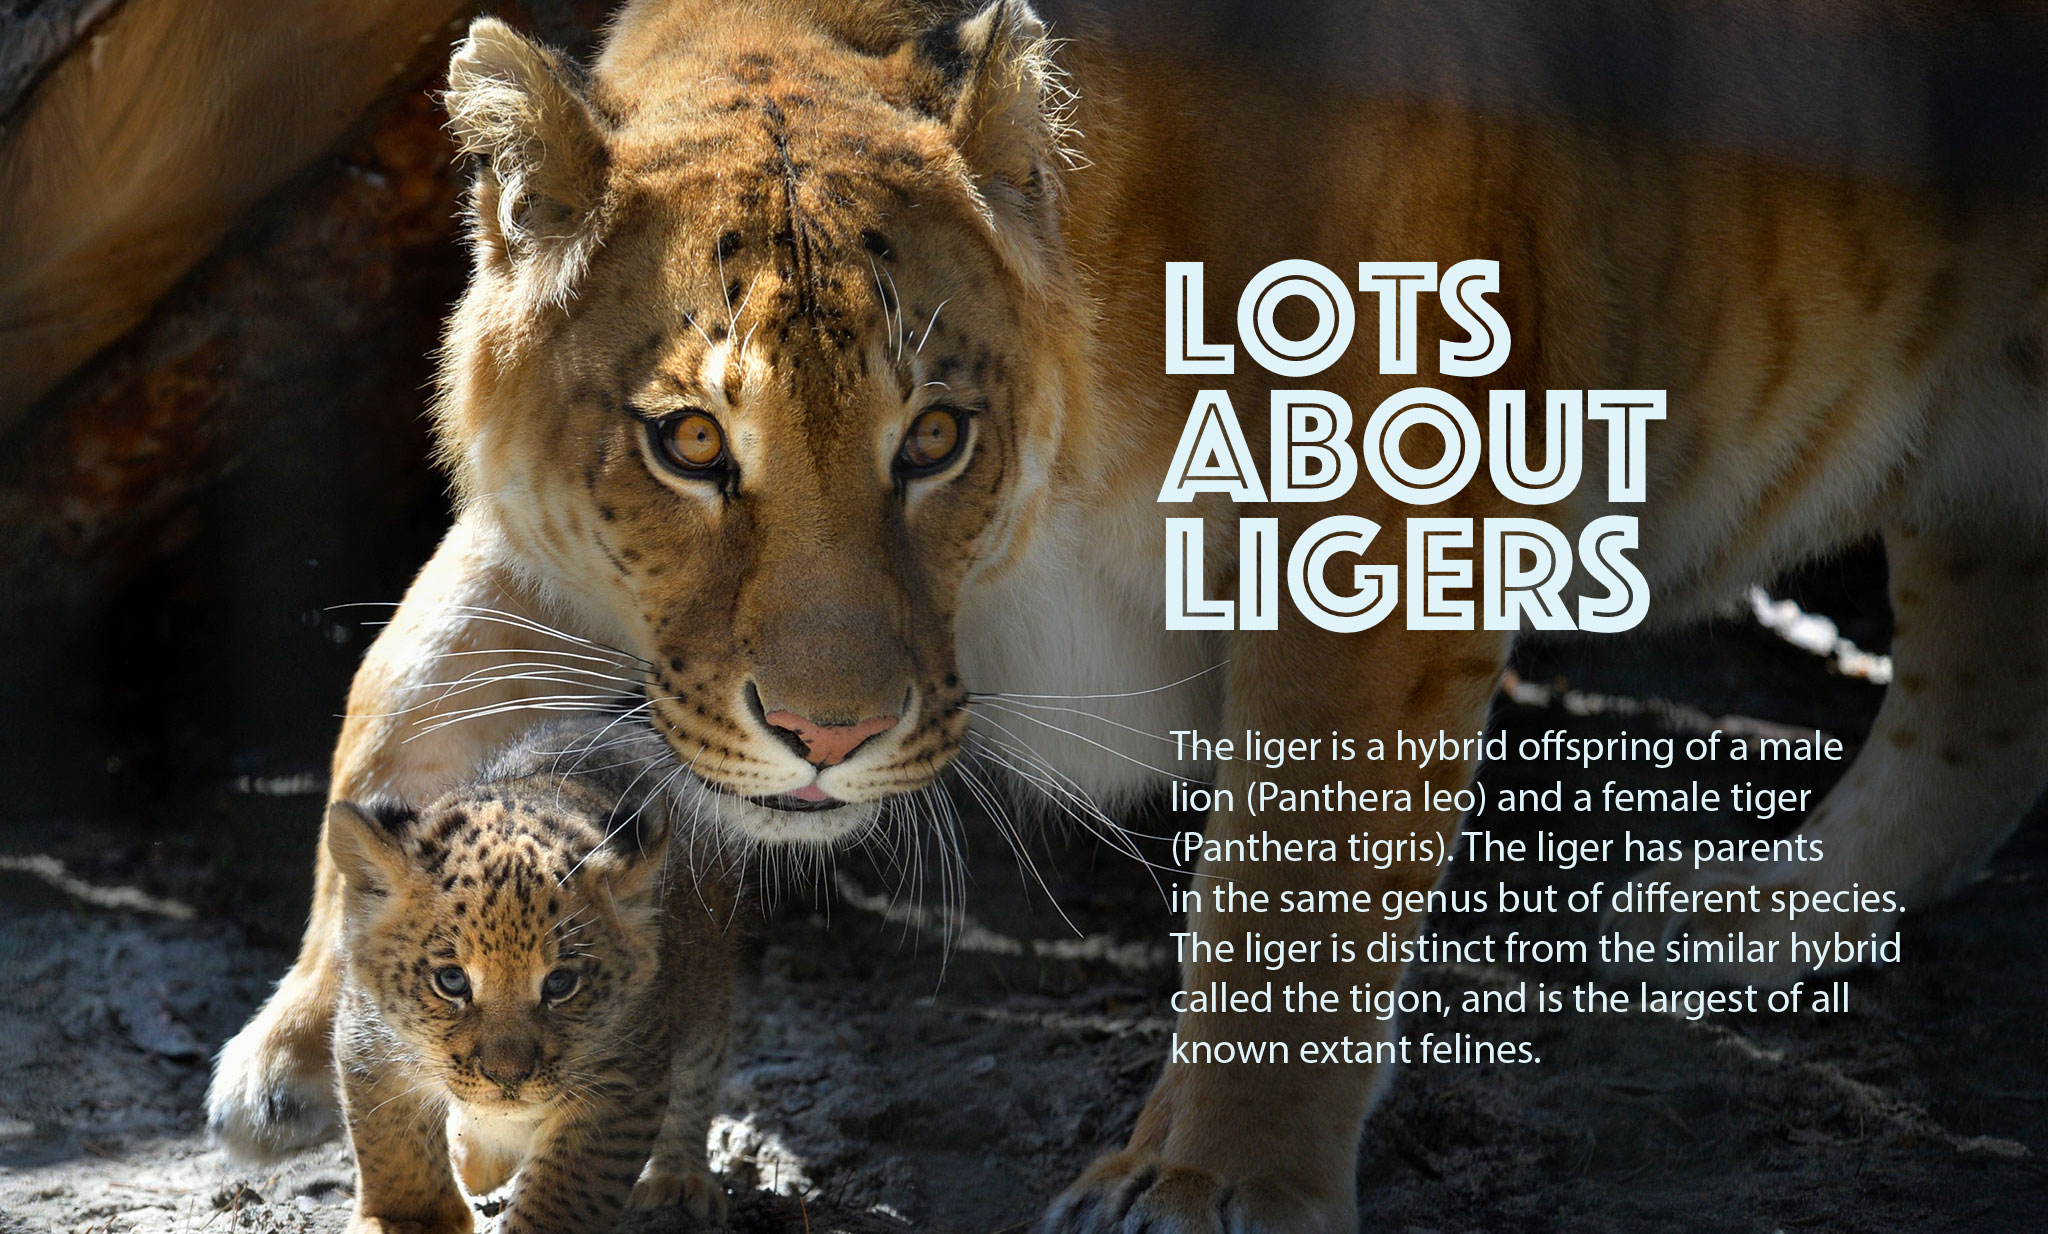 LOTS
ABOUT
LIGERS
The liger is a hybrid offspring of a male
lion (Panthera leo) and a female tiger
(Panthera tigris). The liger has parents
in the same genus but of different species.
The liger is distinct from the similar hybrid
called the tigon, and is the largest of all
known extant felines.